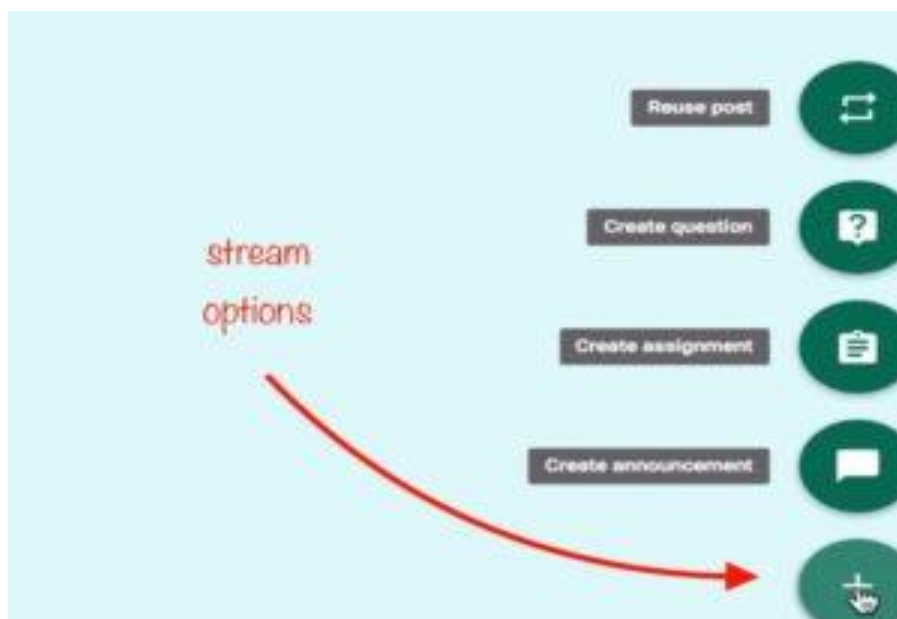 Reuse post
Create question
stream
options
Create assignment
Create announcement